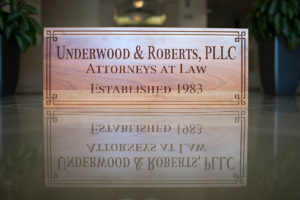 Underwood & Roberts, PLLC
Attorneys at Law
Established 1983